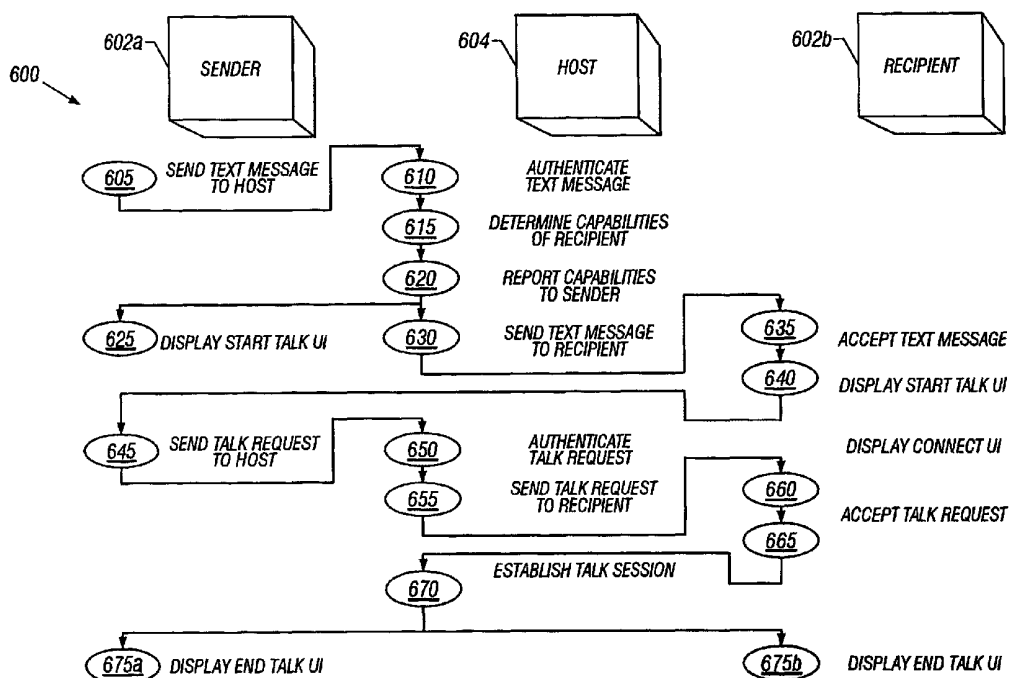 602a
SENDER
604
HOST
602b
RECIPIENT
600
605
SEND TEXT MESSAGE
TO HOST
610
AUTHENTICATE
TEXT MESSAGE
615
DETERMINE CAPABILITIES
OF RECIPIENT
620
REPORT CAPABILITIES
TO SENDER
625
DISPLAY START TALK UI
630
SEND TEXT MESSAGE
TO RECIPIENT
635
ACCEPT TEXT MESSAGE
640
DISPLAY START TALK UI
645
SEND TALK REQUEST
TO HOST
650
AUTHENTICATE
TALK REQUEST
DISPLAY CONNECT UI
655
SEND TALK REQUEST
TO RECIPIENT
660
ACCEPT TALK REQUEST
665
ESTABLISH TALK SESSION
670
675a
DISPLAY END TALK UI
675b
DISPLAY END TALK UI